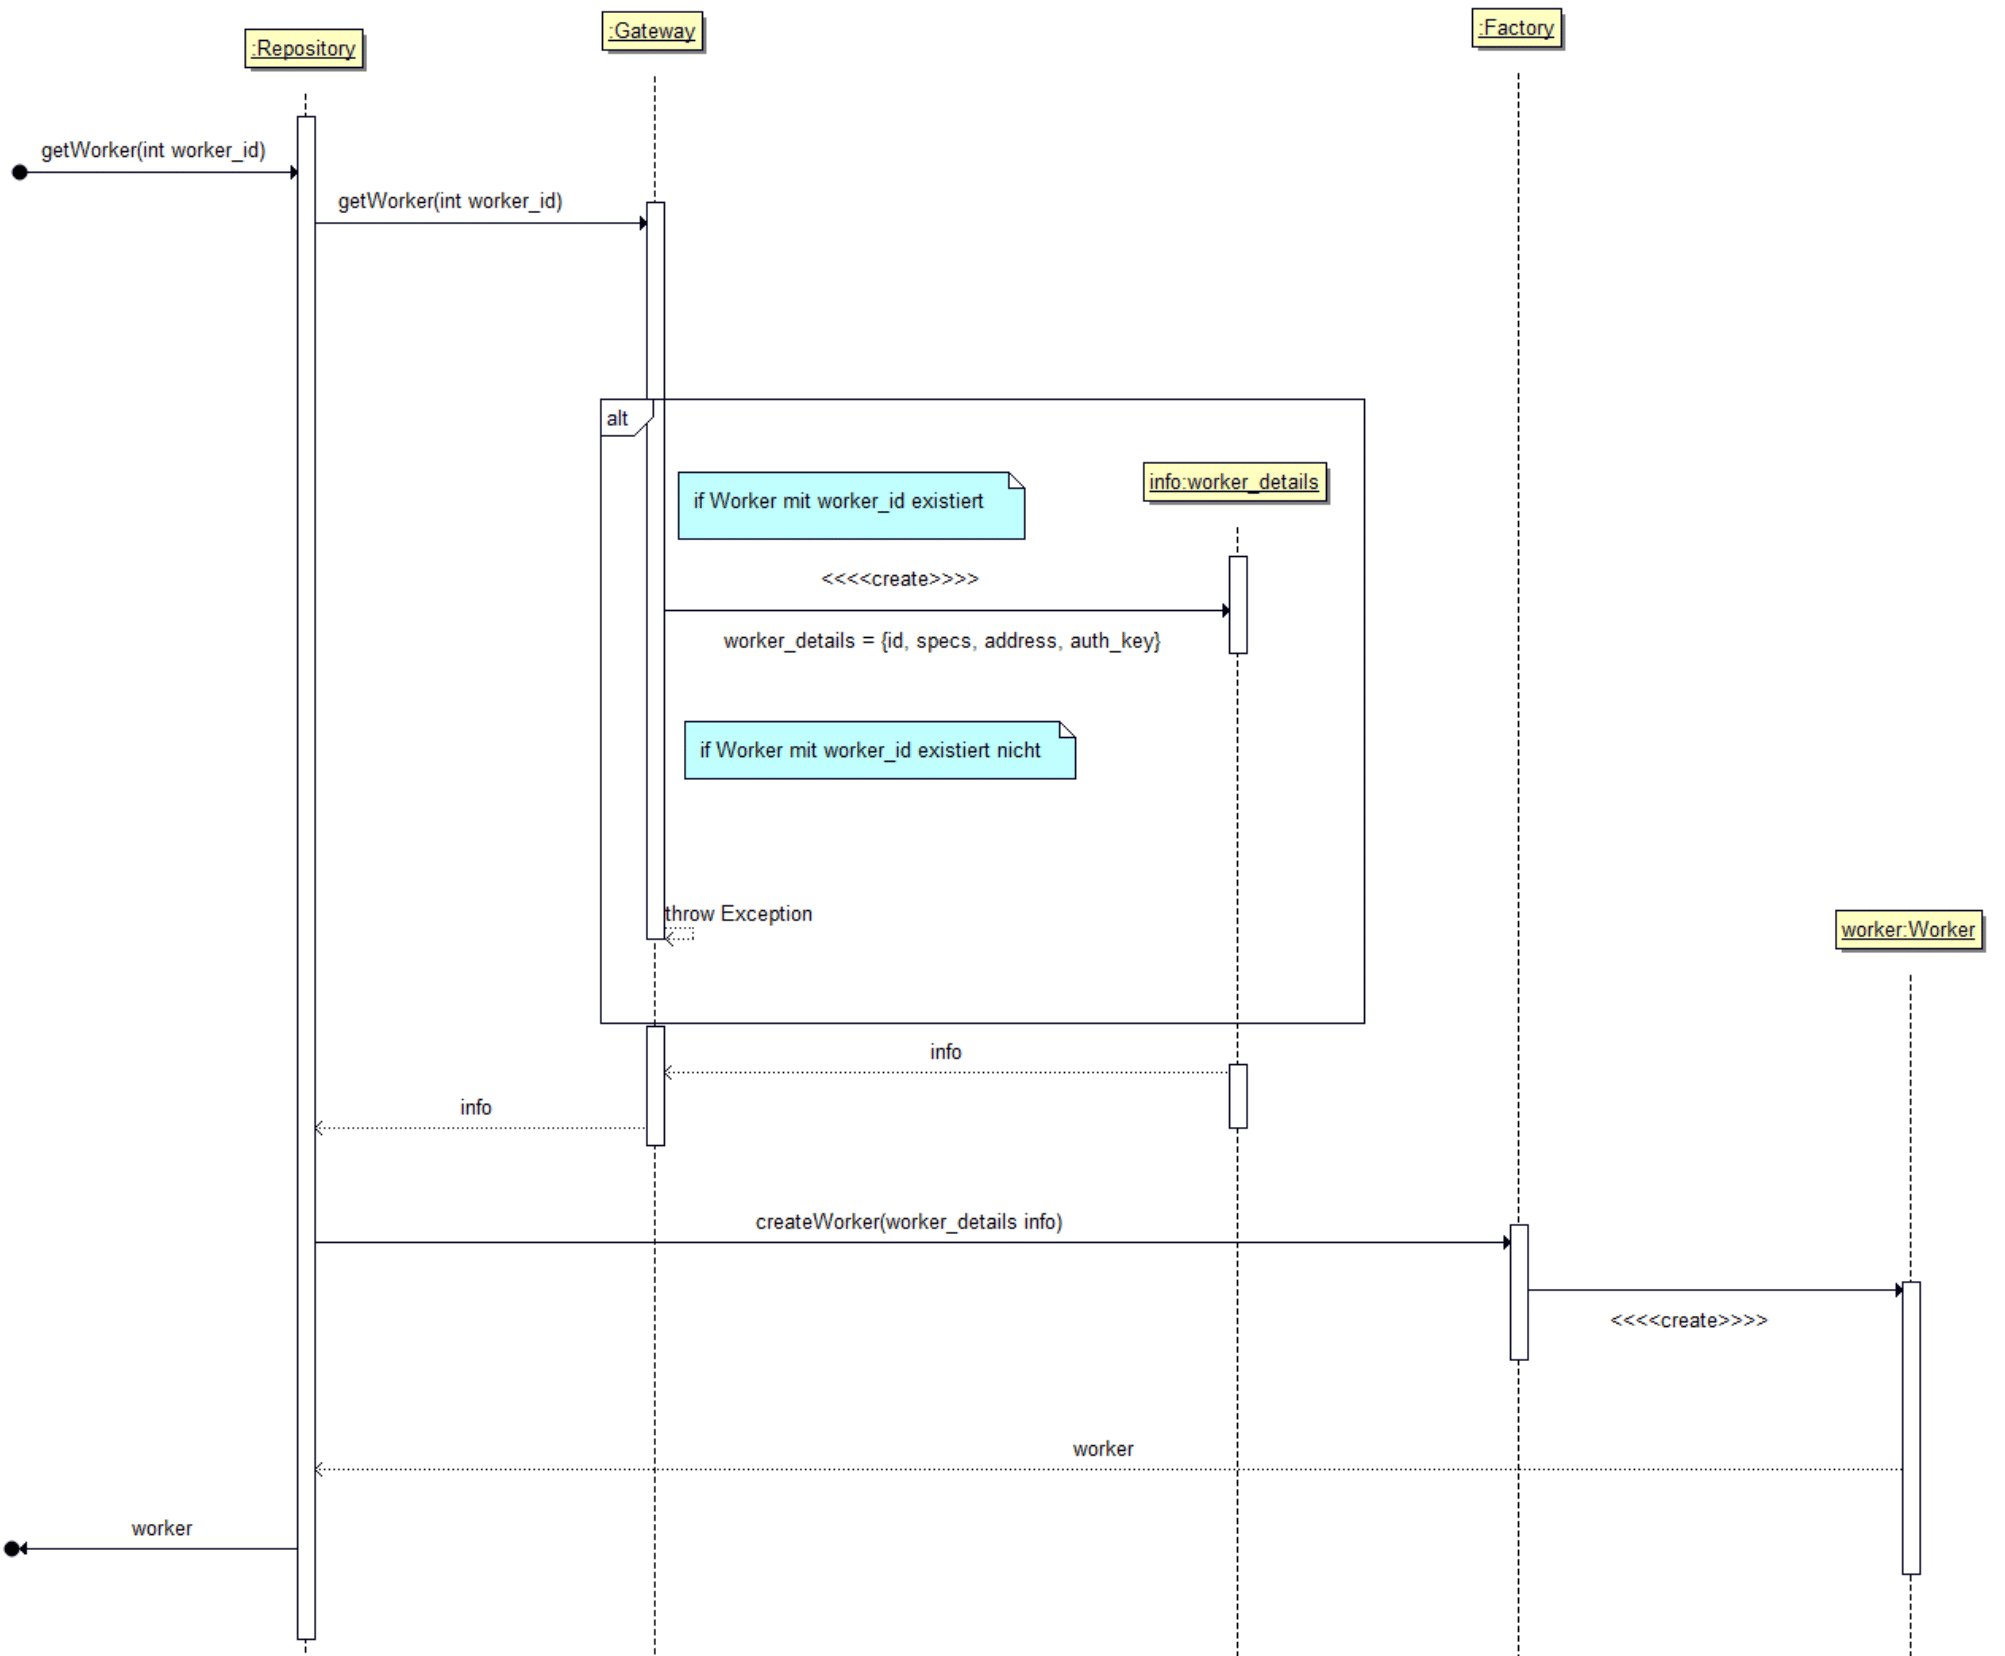 :Repository
:Gateway
:Factory
getWorker(int worker_id)
getWorker(int worker_id)
alt
if Worker mit worker_id existiert
info:worker_details
<<<<create>>>>
worker_details = {id, specs, address, auth_key}
if Worker mit worker_id existiert nicht
throw Exception
worker:Worker
info
info
createWorker(worker_details info)
<<<<create>>>>
worker
worker